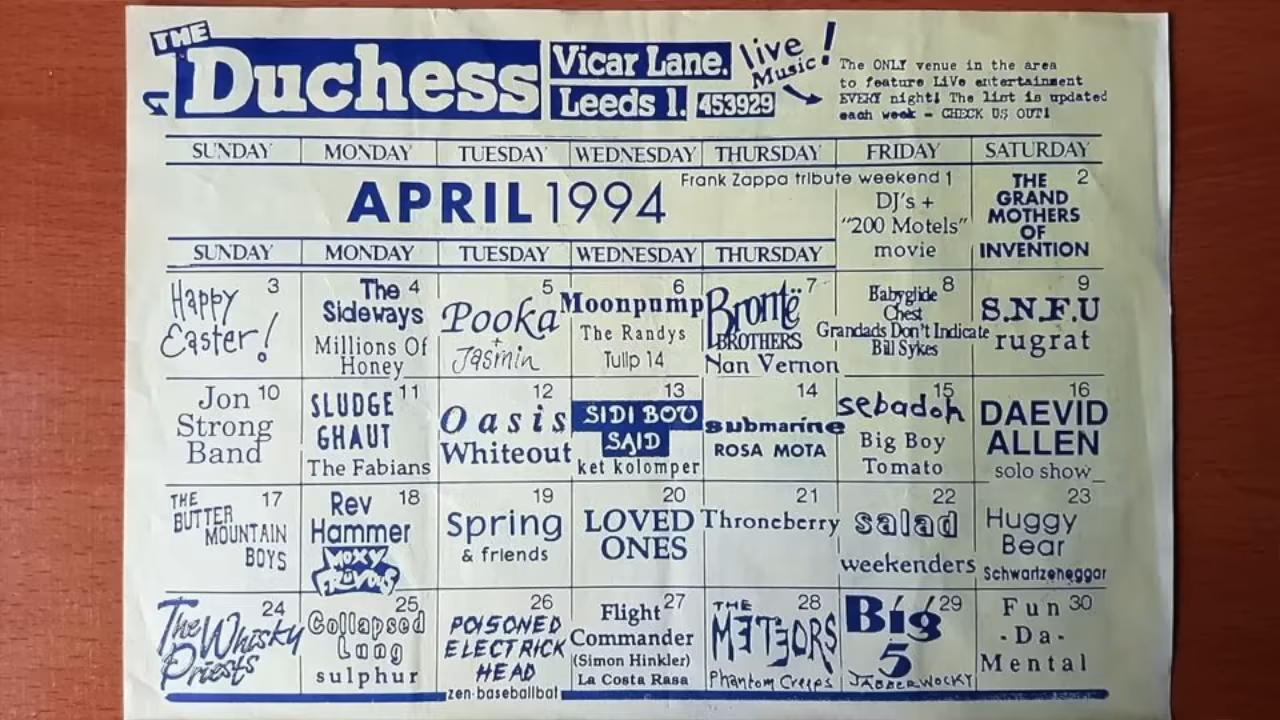 THE
Duchess
Vicar Lane.
Leeds 1. 453929
live
Music!
The ONLY venue in the area
to feature LiVe entertainment
EVERY night! The list is updated
each week - CHECK US OUT!
SUNDAY MONDAY TUESDAY WEDNESDAY THURSDAY FRIDAY SATURDAY
APRIL 1994
Frank Zappa tribute weekend 1
DJ's +
"200 Motels"
movie
2
THE
GRAND
MOTHERS
OF
INVENTION
SUNDAY MONDAY TUESDAY WEDNESDAY THURSDAY
3
Happy
Easter!
4
The
Sideways
Millions Of
Honey
5
Pooka
+
Jasmin
6
Moonpump
The Randys
Tulip 14
7
Brontë
BROTHERS
Nan Vernon
8
Babyglide
Chest
Grandads Don't Indicate
Bill Sykes
9
S.N.F.U
rugrat
10
Jon
Strong
Band
11
SLUDGE
GHAUT
The Fabians
12
Oasis
Whiteout
13
SIDI BOU
SAID
ket kolomper
14
submarine
ROSA MOTA
15
sebadoh
Big Boy
Tomato
16
DAEVID
ALLEN
solo show
17
THE
BUTTER
MOUNTAIN
BOYS
18
Rev
Hammer
MOXY
FRÜVOUS
19
Spring
& friends
20
LOVED
ONES
21
Throneberry
22
salad
weekenders
23
Huggy
Bear
Schwartzeneggar
24
The Whisky
Priests
25
Collapsed
Lung
sulphur
26
POISONED
ELECTRICK
HEAD
zen baseballbat
27
Flight
Commander
(Simon Hinkler)
La Costa Rasa
28
THE
METEORS
Phantom Creeps
29
Big
5
JABBERWOCKY
30
Fun
-Da-
Mental